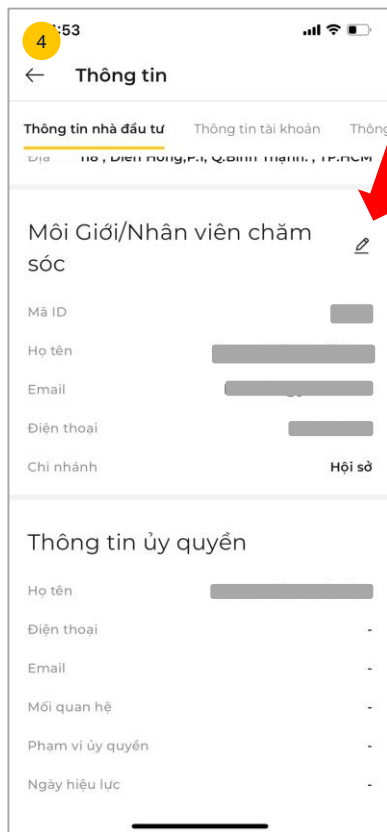 4 :53
Thông tin
Thông tin nhà đầu tư Thông tin tài khoản Thông
Môi Giới/Nhân viên chăm
sóc
Mã ID
Họ tên
Email
Điện thoại
Chi nhánh Hội sở
Thông tin ủy quyền
Họ tên
Điện thoại -
Email -
Mối quan hệ -
Phạm vi ủy quyền -
Ngày hiệu lực -